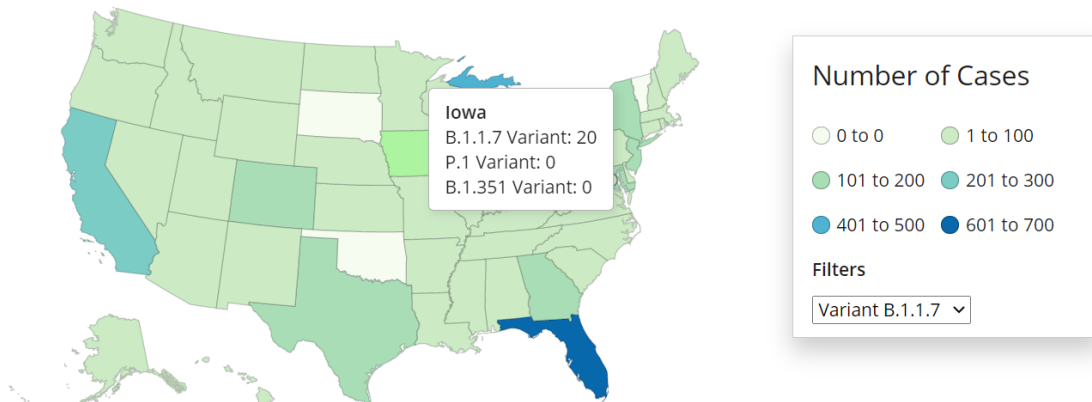 Iowa
B.1.1.7 Variant: 20
P.1 Variant: 0
B.1.351 Variant: 0
Number of Cases
0 to 0
1 to 100
101 to 200
201 to 300
401 to 500
601 to 700
Filters
Variant B.1.1.7